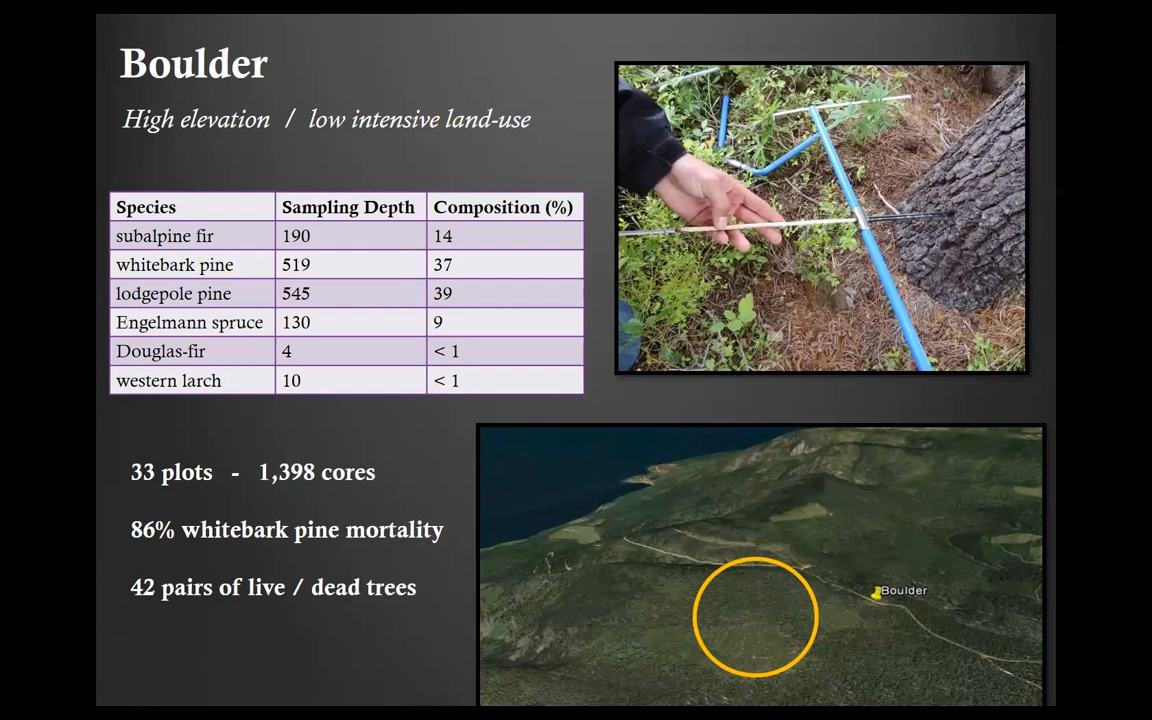 Boulder
High elevation / low intensive land-use
Species Sampling Depth Composition (%)
subalpine fir 190 14
whitebark pine 519 37
lodgepole pine 545 39
Engelmann spruce 130 9
Douglas-fir 4 < 1
western larch 10 < 1
33 plots - 1,398 cores
86% whitebark pine mortality
42 pairs of live / dead trees
Boulder